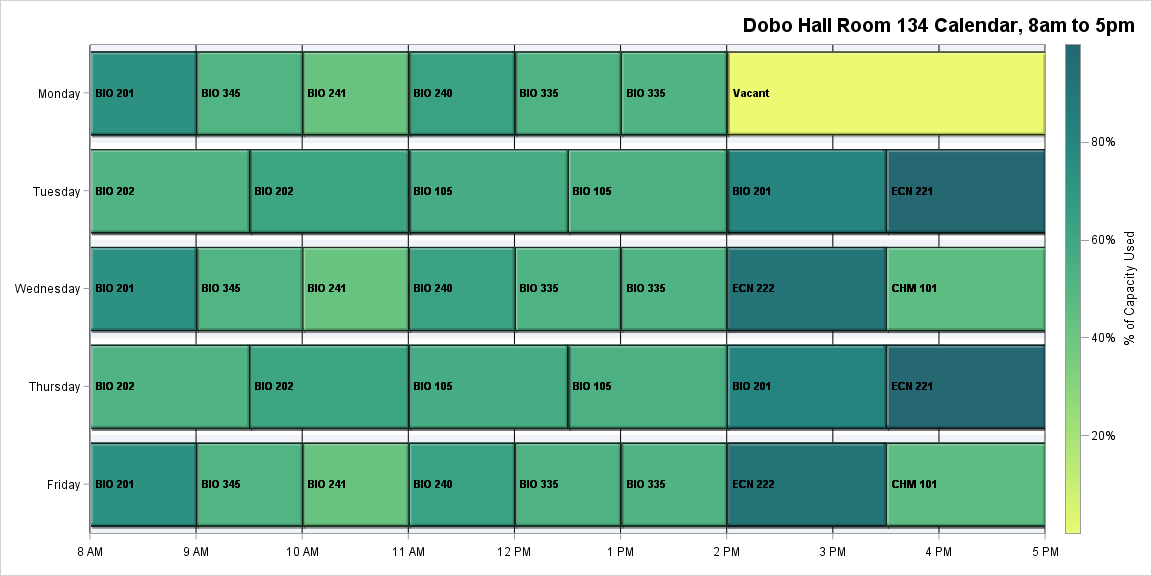 Dobo Hall Room 134 Calendar, 8am to 5pm
Monday BIO 201 BIO 345 BIO 241 BIO 240 BIO 335 BIO 335 Vacant
80%
Tuesday BIO 202 BIO 202 BIO 105 BIO 105 BIO 201 ECN 221
60%
% of Capacity Used
Wednesday BIO 201 BIO 345 BIO 241 BIO 240 BIO 335 BIO 335 ECN 222 CHM 101
40%
Thursday BIO 202 BIO 202 BIO 105 BIO 105 BIO 201 ECN 221
20%
Friday BIO 201 BIO 345 BIO 241 BIO 240 BIO 335 BIO 335 ECN 222 CHM 101
8 AM 9 AM 10 AM 11 AM 12 PM 1 PM 2 PM 3 PM 4 PM 5 PM